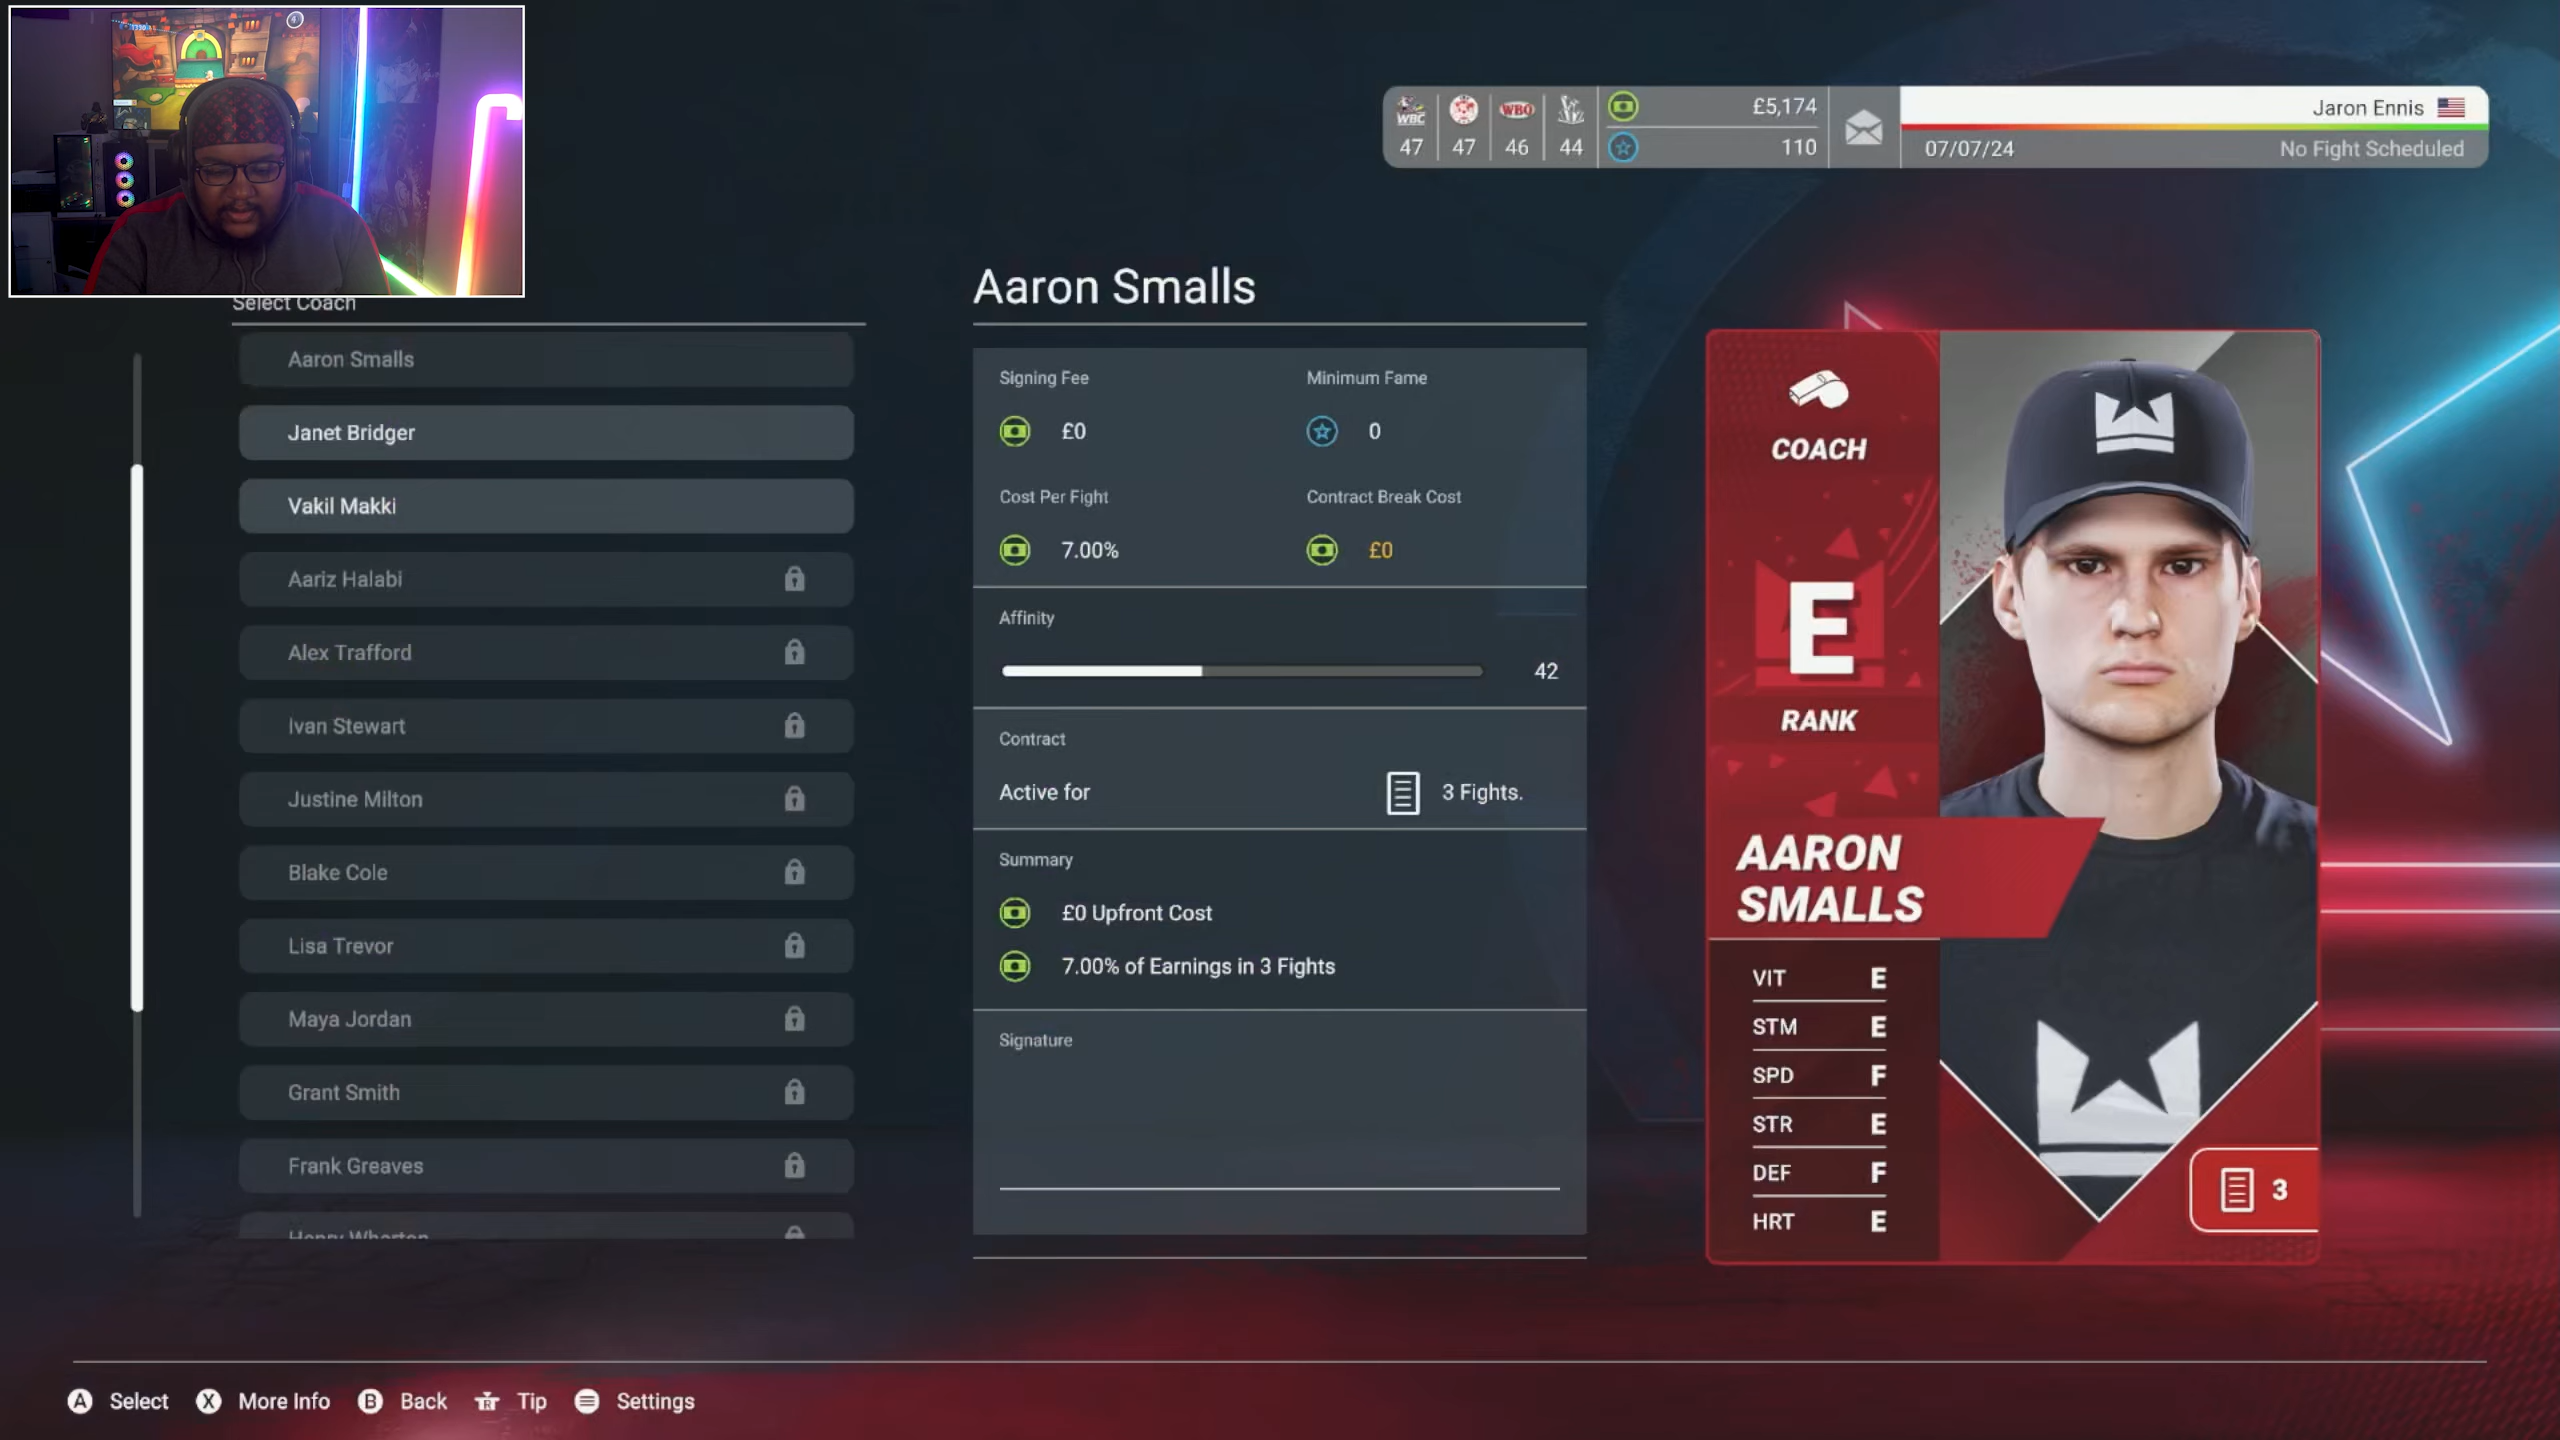 WBC
47
47
WBO
46
44
£5,174
110
Jaron Ennis
07/07/24
No Fight Scheduled
Select Coach
Aaron Smalls
Janet Bridger
Vakil Makki
Aariz Halabi
Alex Trafford
Ivan Stewart
Justine Milton
Blake Cole
Lisa Trevor
Maya Jordan
Grant Smith
Frank Greaves
Henry Wharton
Aaron Smalls
Signing Fee
£0
Minimum Fame
0
Cost Per Fight
7.00%
Contract Break Cost
£0
Affinity
42
Contract
Active for
3 Fights.
Summary
£0 Upfront Cost
7.00% of Earnings in 3 Fights
Signature
COACH
E
RANK
AARON
SMALLS
VIT E
STM E
SPD F
STR E
DEF F
HRT E
3
A Select
X More Info
B Back
R Tip
Settings